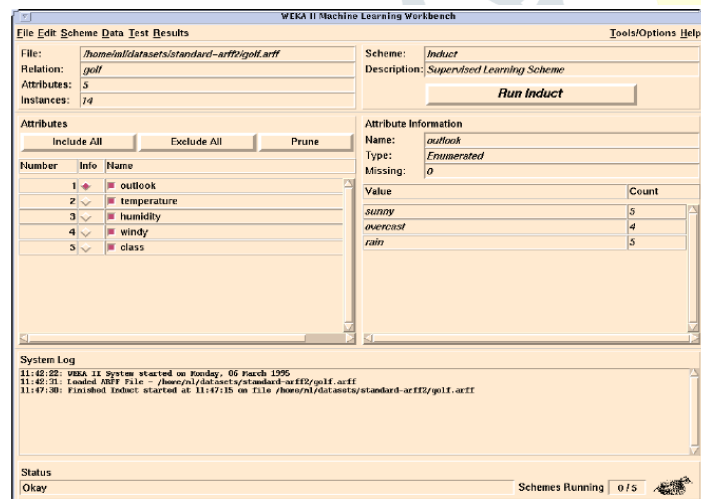 WEKA II Machine Learning Workbench
File Edit Scheme Data Test Results Tools/Options Help
File: /home/ml/datasets/standard-arff2/golf.arff
Relation: golf
Attributes: 5
Instances: 14
Scheme: Induct
Description: Supervised Learning Scheme
Run Induct
Attributes
Include All Exclude All Prune
Number Info Name
1 outlook
2 temperature
3 humidity
4 windy
5 class
Attribute Information
Name: outlook
Type: Enumerated
Missing: 0
Value Count
sunny 5
overcast 4
rain 5
System Log
11:42:22: WEKA II System started on Monday, 06 March 1995
11:42:31: Loaded ARFF File - /home/ml/datasets/standard-arff2/golf.arff
11:47:30: Finished Induct started at 11:47:15 on file /home/ml/datasets/standard-arff2/golf.arff
Status
Okay
Schemes Running 0/5